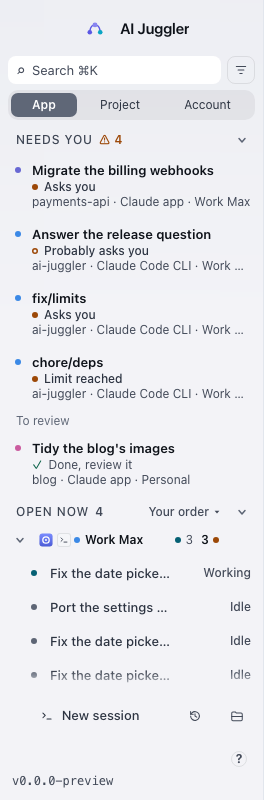 AI Juggler
Search ⌘K
App Project Account
NEEDS YOU 4
Migrate the billing webhooks
Asks you
payments-api · Claude app · Work Max
Answer the release question
Probably asks you
ai-juggler · Claude Code CLI · Work ...
fix/limits
Asks you
ai-juggler · Claude Code CLI · Work ...
chore/deps
Limit reached
ai-juggler · Claude Code CLI · Work ...
To review
Tidy the blog's images
Done, review it
blog · Claude app · Personal
OPEN NOW 4 Your order
Work Max 3 3
Fix the date picke... Working
Port the settings ... Idle
Fix the date picke... Idle
Fix the date picke... Idle
New session
?
v0.0.0-preview